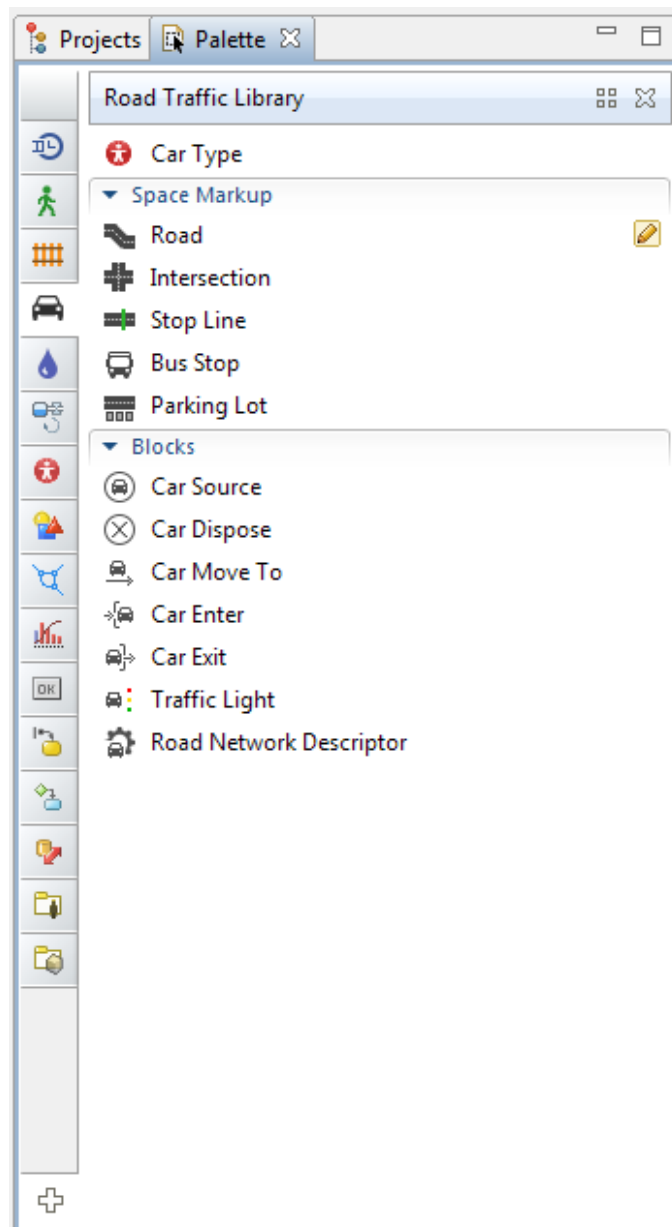 Projects Palette
Road Traffic Library
Car Type
Space Markup
Road
Intersection
Stop Line
Bus Stop
Parking Lot
Blocks
Car Source
Car Dispose
Car Move To
Car Enter
Car Exit
OK
Traffic Light
Road Network Descriptor